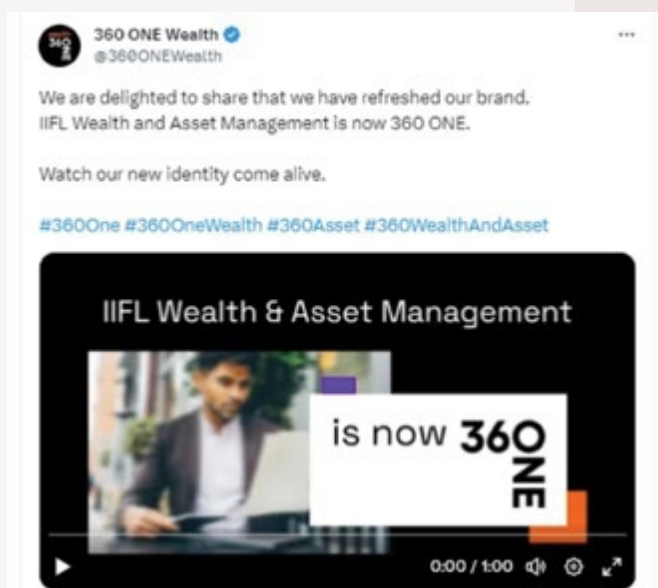 360 ONE Wealth
@360ONEWealth
We are delighted to share that we have refreshed our brand.
IIFL Wealth and Asset Management is now 360 ONE.
Watch our new identity come alive.
#360One #360OneWealth #360Asset #360WealthAndAsset
IIFL Wealth & Asset Management
is now 360
ONE
0:00 / 1:00